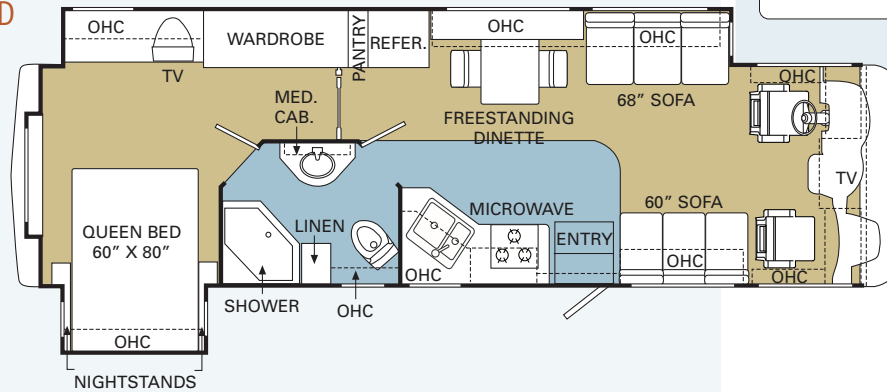 D
OHC
TV
WARDROBE
PANTRY
REFER.
OHC
OHC
MED.
CAB.
FREESTANDING
DINETTE
68” SOFA
OHC
TV
QUEEN BED
60” X 80”
LINEN
MICROWAVE
ENTRY
60” SOFA
OHC
OHC
OHC
SHOWER
OHC
OHC
NIGHTSTANDS